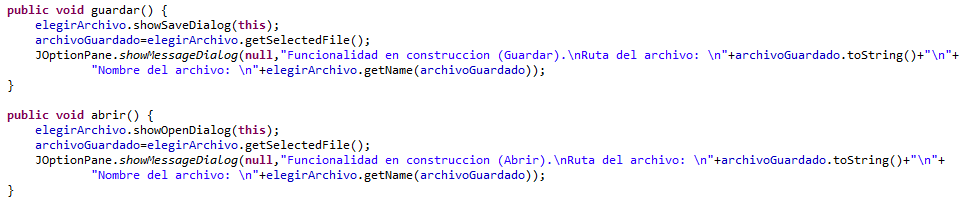 public void guardar() {
    elegirArchivo.showSaveDialog(this);
    archivoGuardado=elegirArchivo.getSelectedFile();
    JOptionPane.showMessageDialog(null,"Funcionalidad en construccion (Guardar).\nRuta del archivo: \n"+archivoGuardado.toString()+"\n"+
            "Nombre del archivo: \n"+elegirArchivo.getName(archivoGuardado));
}
public void abrir() {
    elegirArchivo.showOpenDialog(this);
    archivoGuardado=elegirArchivo.getSelectedFile();
    JOptionPane.showMessageDialog(null,"Funcionalidad en construccion (Abrir).\nRuta del archivo: \n"+archivoGuardado.toString()+"\n"+
            "Nombre del archivo: \n"+elegirArchivo.getName(archivoGuardado));
}